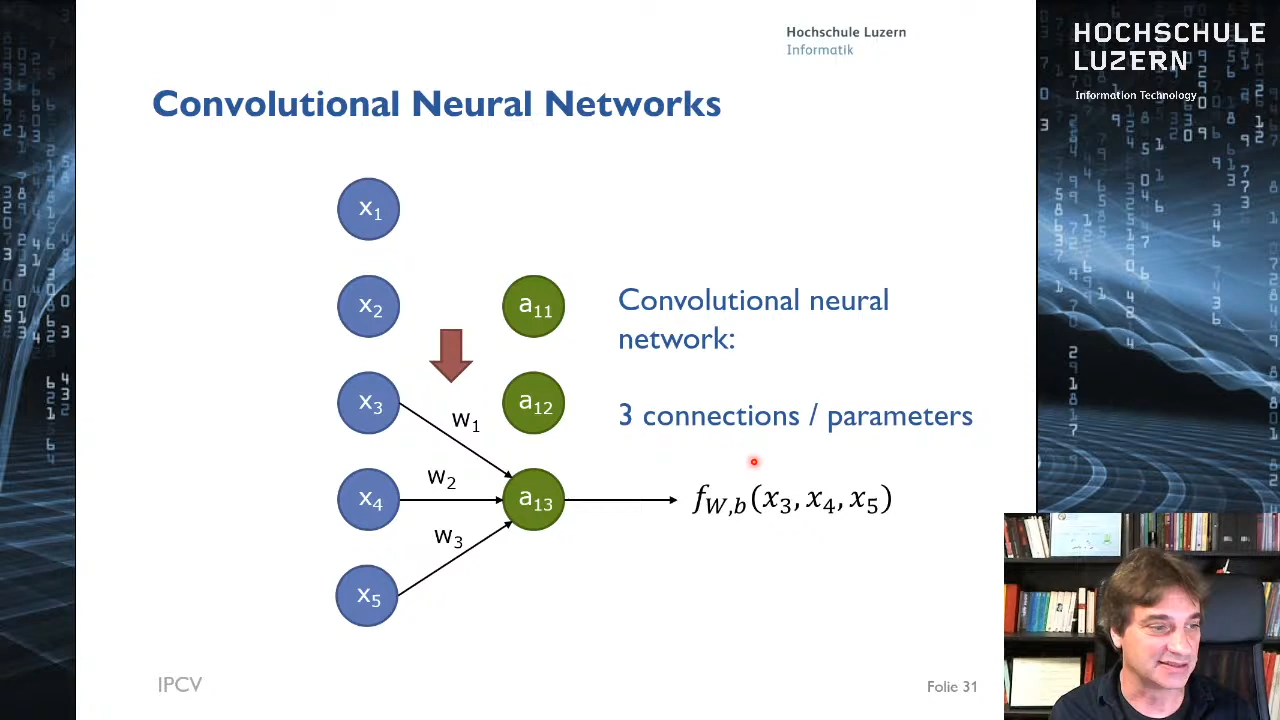 Hochschule Luzern
Informatik
HOCHSCHULE
LUZERN
Information Technology
Convolutional Neural Networks
x₁
x₂
a₁₁
Convolutional neural
network:
x₃
w₁
a₁₂
3 connections / parameters
x₄
w₂
a₁₃
f_{W,b}(x₃, x₄, x₅)
w₃
x₅
IPCV
Folie 31